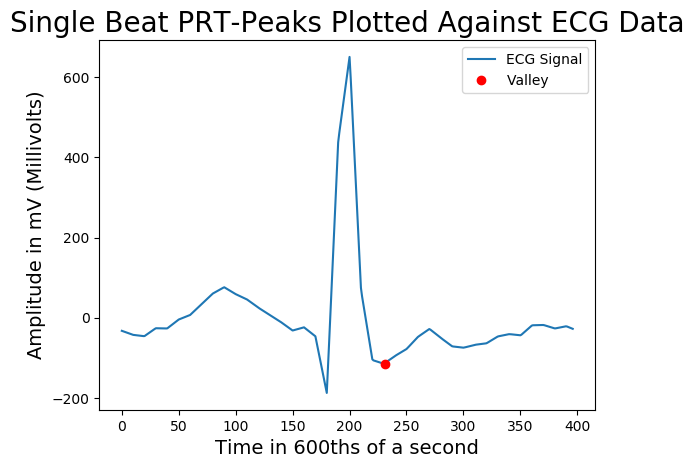 Single Beat PRT-Peaks Plotted Against ECG Data
ECG Signal
Valley
Amplitude in mV (Millivolts)
600
400
200
0
−200
0 50 100 150 200 250 300 350 400
Time in 600ths of a second